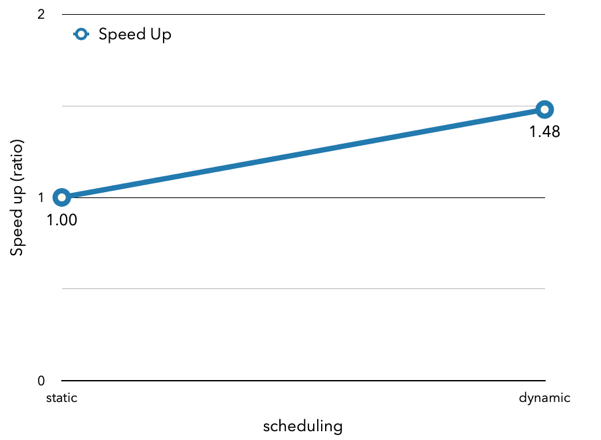 2
Speed Up
1.48
Speed up (ratio)
1
1.00
0
static
dynamic
scheduling